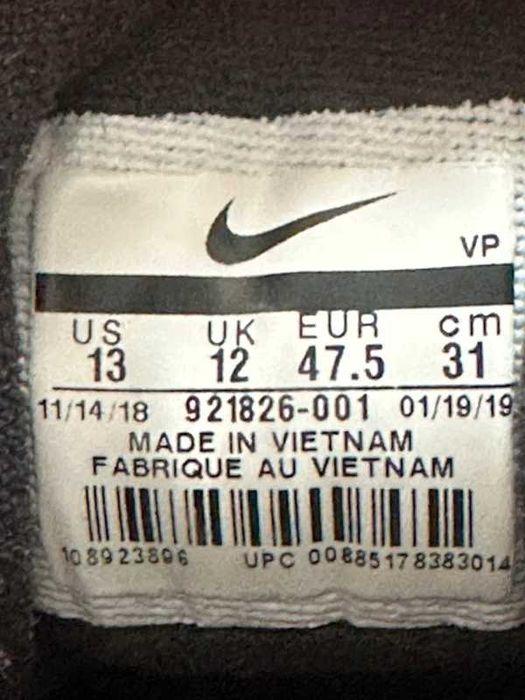 VP
US UK EUR cm
13 12 47.5 31
11/14/18 921826-001 01/19/19
MADE IN VIETNAM
FABRIQUE AU VIETNAM
108923896 UPC 00885178383014